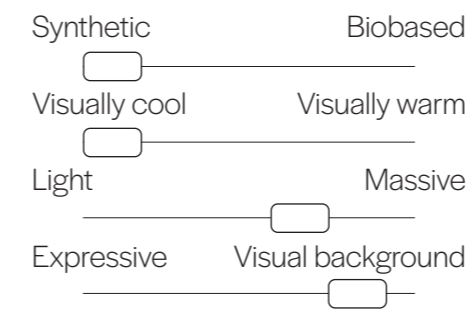 Synthetic Biobased
Visually cool Visually warm
Light Massive
Expressive Visual background